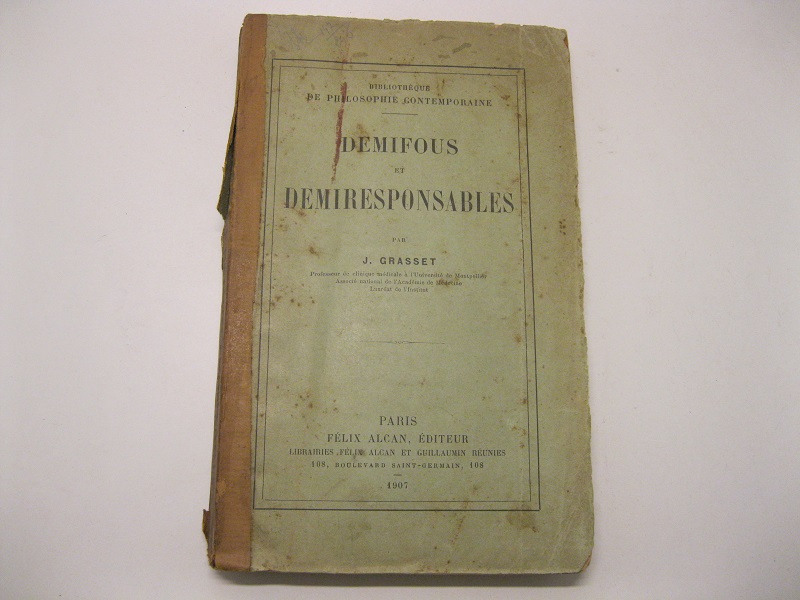 BIBLIOTHÈQUE
DE PHILOSOPHIE CONTEMPORAINE
DEMIFOUS
ET
DEMIRESPONSABLES
PAR
J. GRASSET
Professeur de clinique médicale à l'Université de Montpellier
Associé national de l'Académie de Médecine
Lauréat de l'Institut
PARIS
FÉLIX ALCAN, ÉDITEUR
LIBRAIRIES FÉLIX ALCAN ET GUILLAUMIN RÉUNIES
108, BOULEVARD SAINT-GERMAIN, 108
1907